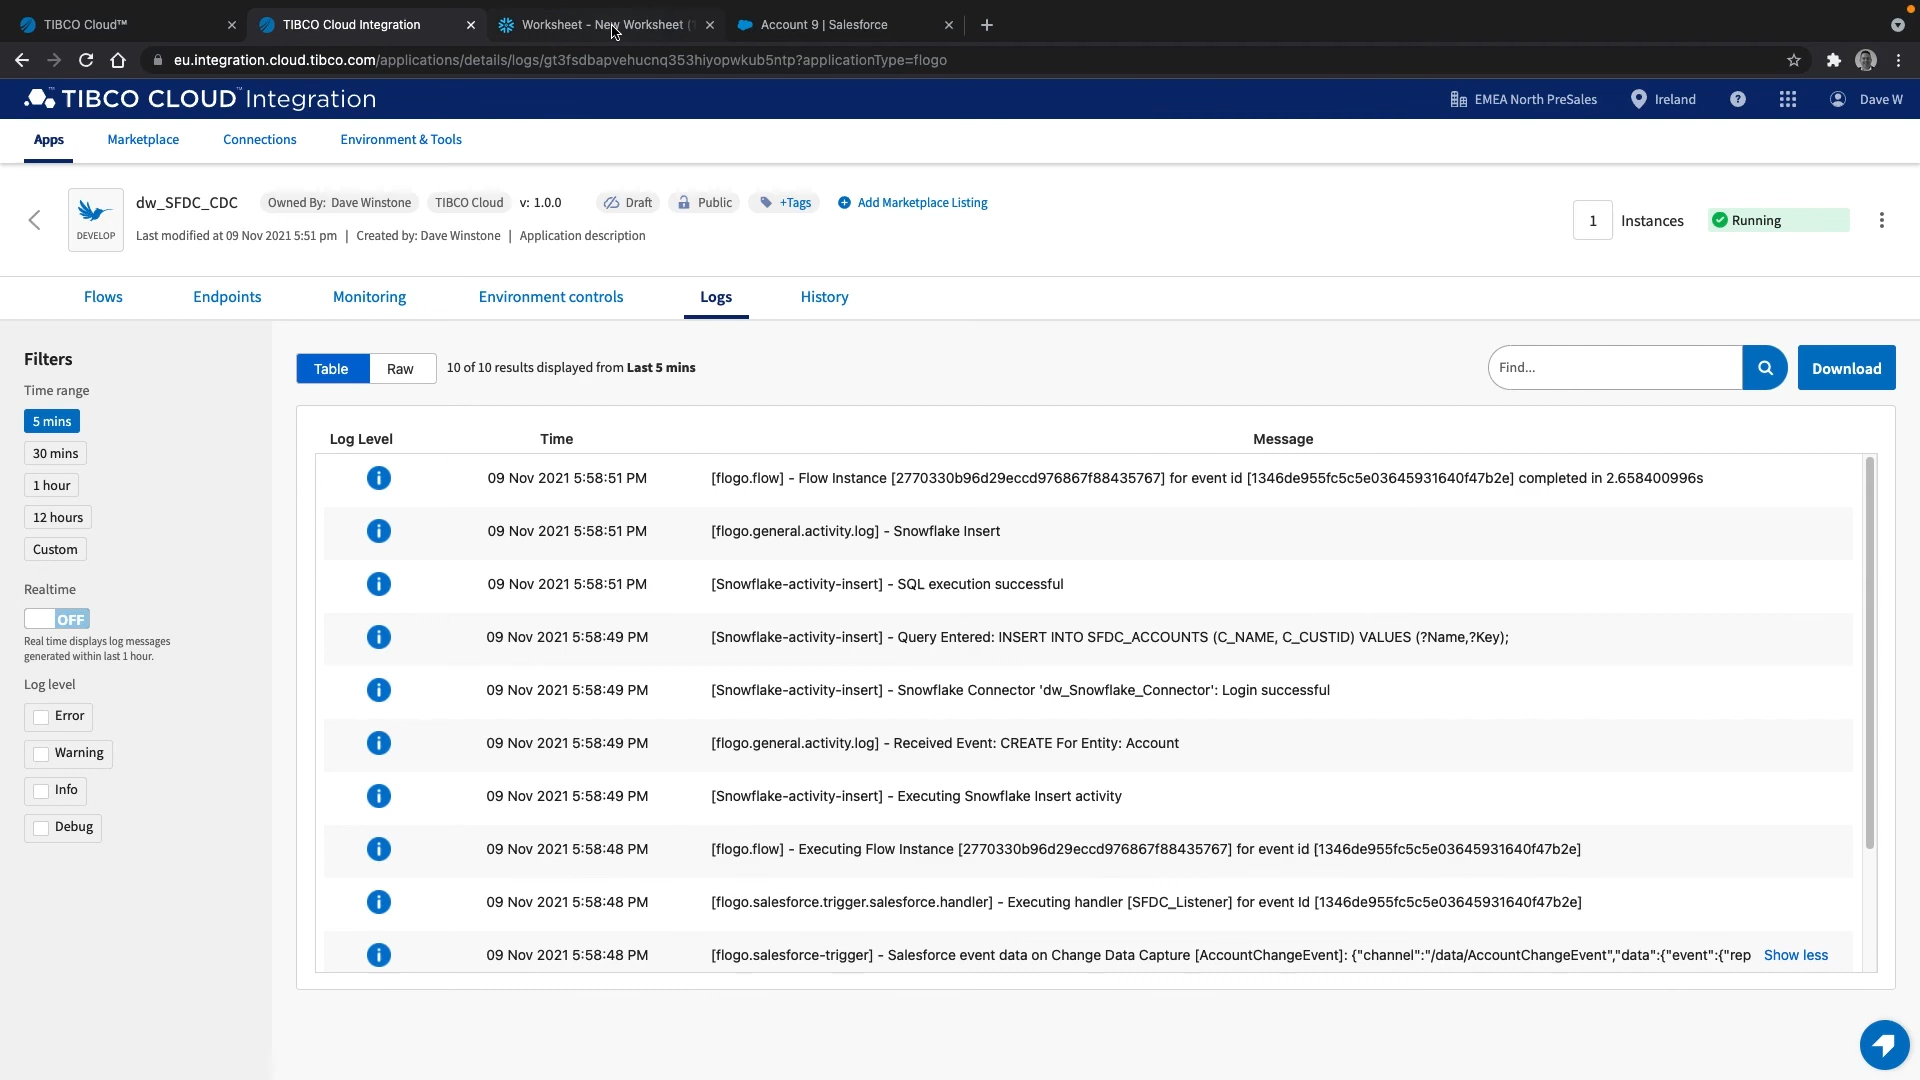 TIBCO Cloud™
TIBCO Cloud Integration
Worksheet - New Worksheet (1
Account 9 | Salesforce
eu.integration.cloud.tibco.com/applications/details/logs/gt3fsdbapvehucnq353hiyopwkub5ntp?applicationType=flogo
TIBCO CLOUD™ Integration
EMEA North PreSales
Ireland
Dave W
Apps
Marketplace
Connections
Environment & Tools
DEVELOP
dw_SFDC_CDC
Owned By: Dave Winstone
TIBCO Cloud
v: 1.0.0
Draft
Public
+Tags
Add Marketplace Listing
Last modified at 09 Nov 2021 5:51 pm | Created by: Dave Winstone | Application description
1
Instances
Running
Flows
Endpoints
Monitoring
Environment controls
Logs
History
Filters
Time range
5 mins
30 mins
1 hour
12 hours
Custom
Realtime
OFF
Real time displays log messages
generated within last 1 hour.
Log level
Error
Warning
Info
Debug
Table
Raw
10 of 10 results displayed from Last 5 mins
Find...
Download
Log Level Time Message
09 Nov 2021 5:58:51 PM [flogo.flow] - Flow Instance [2770330b96d29eccd976867f88435767] for event id [1346de955fc5c5e03645931640f47b2e] completed in 2.658400996s
09 Nov 2021 5:58:51 PM [flogo.general.activity.log] - Snowflake Insert
09 Nov 2021 5:58:51 PM [Snowflake-activity-insert] - SQL execution successful
09 Nov 2021 5:58:49 PM [Snowflake-activity-insert] - Query Entered: INSERT INTO SFDC_ACCOUNTS (C_NAME, C_CUSTID) VALUES (?Name,?Key);
09 Nov 2021 5:58:49 PM [Snowflake-activity-insert] - Snowflake Connector 'dw_Snowflake_Connector': Login successful
09 Nov 2021 5:58:49 PM [flogo.general.activity.log] - Received Event: CREATE For Entity: Account
09 Nov 2021 5:58:49 PM [Snowflake-activity-insert] - Executing Snowflake Insert activity
09 Nov 2021 5:58:48 PM [flogo.flow] - Executing Flow Instance [2770330b96d29eccd976867f88435767] for event id [1346de955fc5c5e03645931640f47b2e]
09 Nov 2021 5:58:48 PM [flogo.salesforce.trigger.salesforce.handler] - Executing handler [SFDC_Listener] for event Id [1346de955fc5c5e03645931640f47b2e]
09 Nov 2021 5:58:48 PM [flogo.salesforce-trigger] - Salesforce event data on Change Data Capture [AccountChangeEvent]: {"channel":"/data/AccountChangeEvent","data":{"event":{"rep Show less